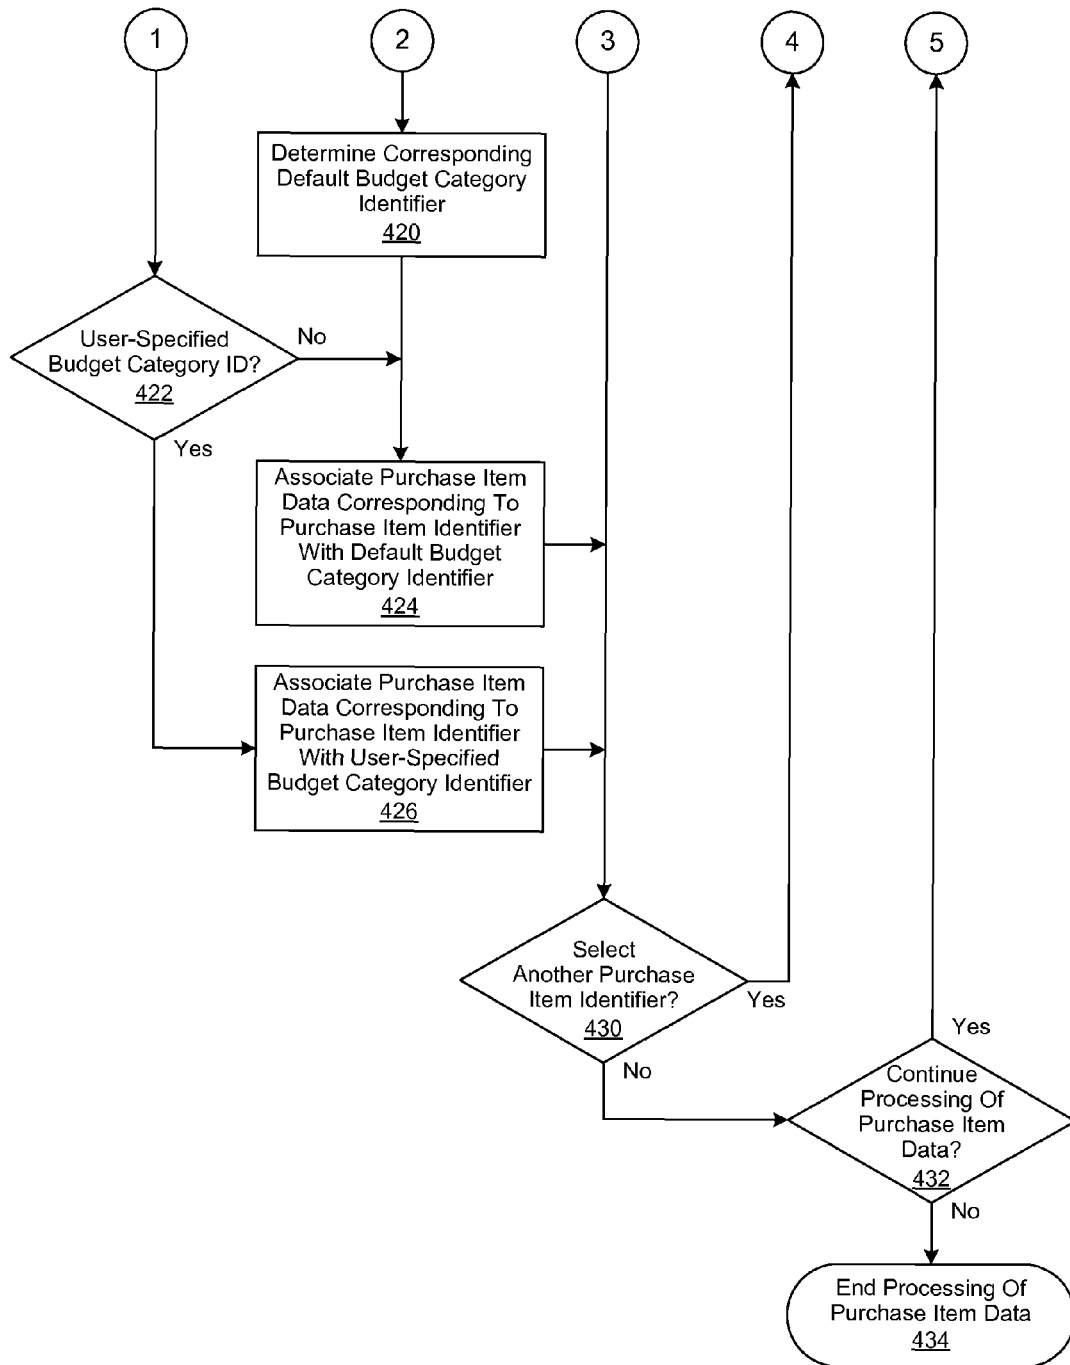 1
2
3
4
5
Determine Corresponding
Default Budget Category
Identifier
420
User-Specified
Budget Category ID?
422
No
Yes
Associate Purchase Item
Data Corresponding To
Purchase Item Identifier
With Default Budget
Category Identifier
424
Associate Purchase Item
Data Corresponding To
Purchase Item Identifier
With User-Specified
Budget Category Identifier
426
Select
Another Purchase
Item Identifier?
430
Yes
No
Yes
Continue
Processing Of
Purchase Item
Data?
432
No
End Processing Of
Purchase Item Data
434